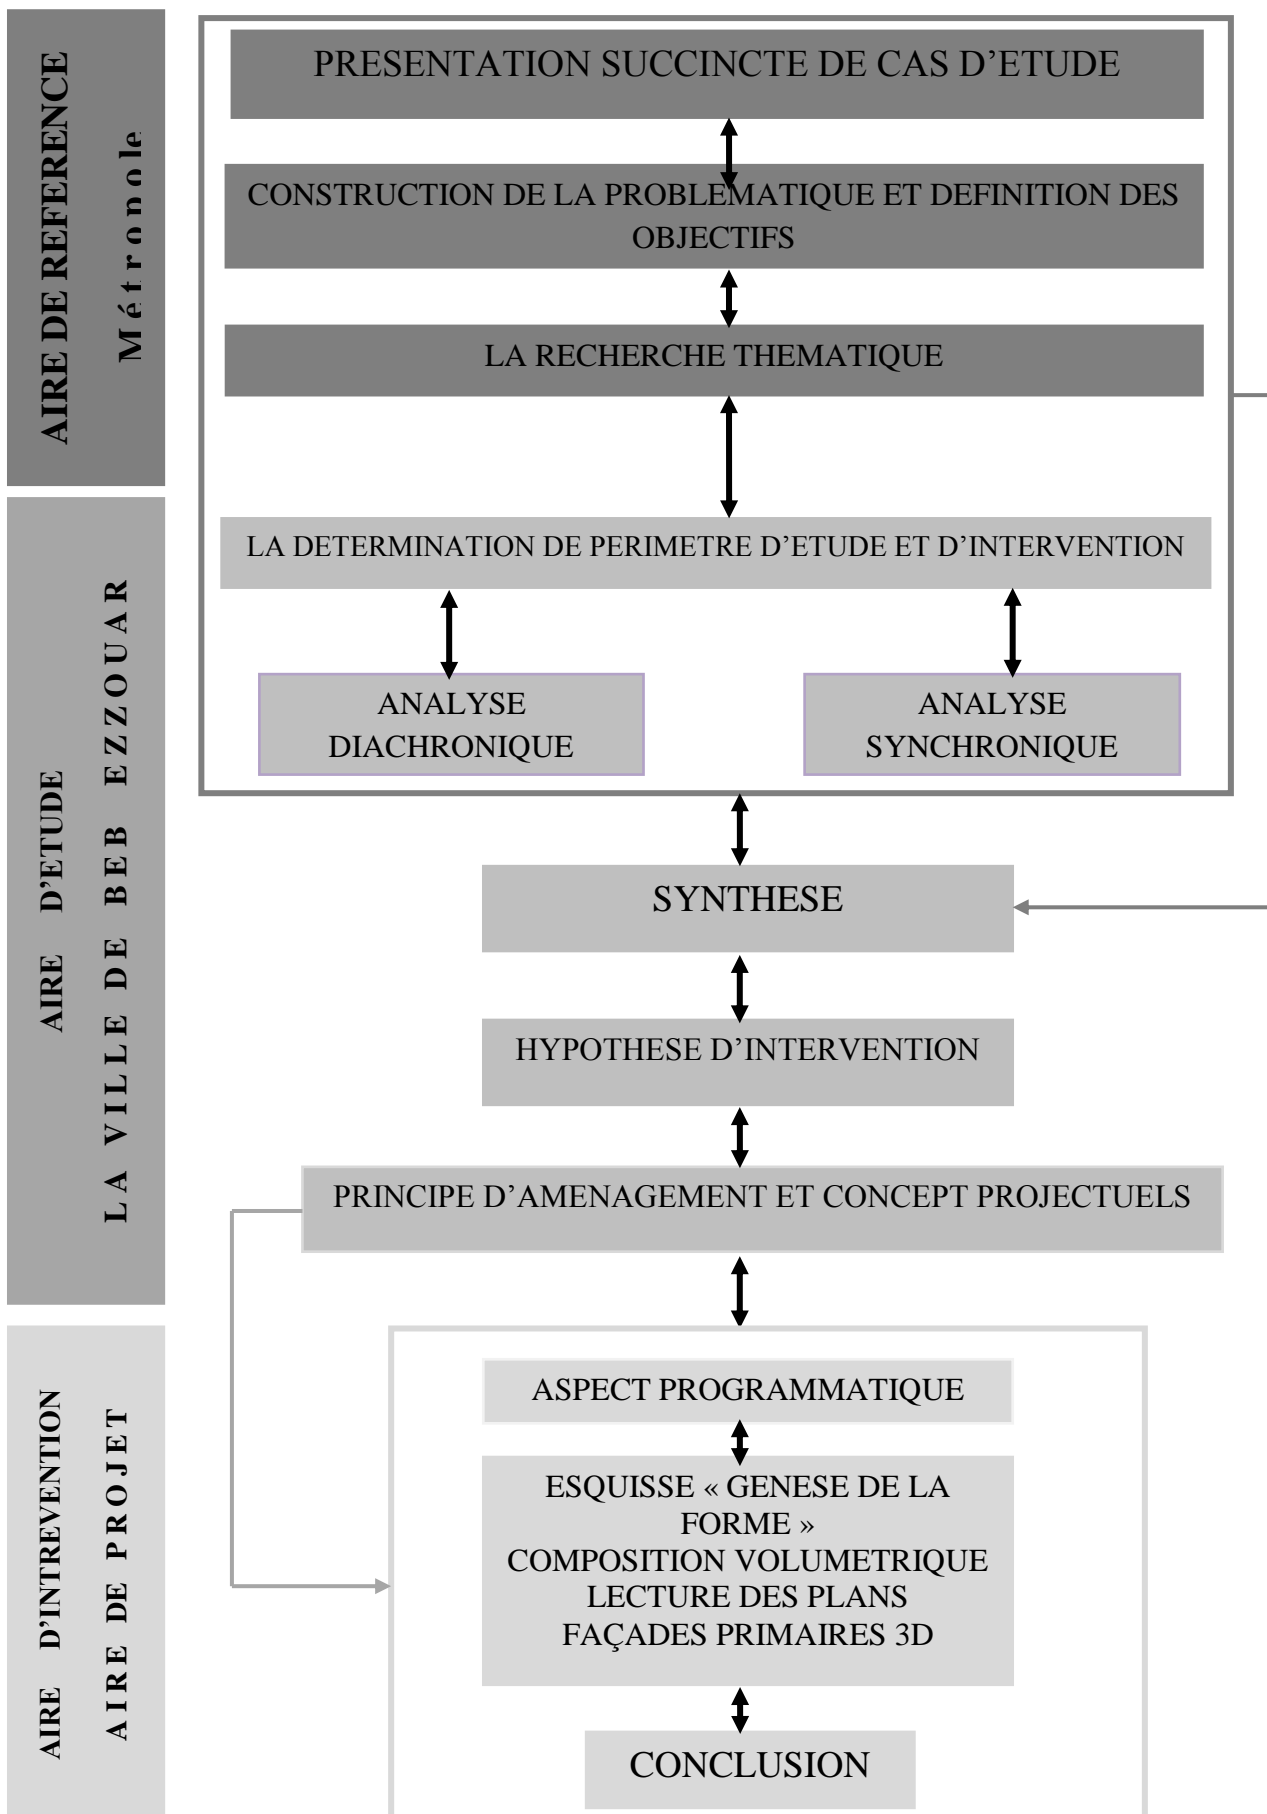 AIRE DE REFERENCE
Métropole
PRESENTATION SUCCINCTE DE CAS D’ETUDE
CONSTRUCTION DE LA PROBLEMATIQUE ET DEFINITION DES
OBJECTIFS
LA RECHERCHE THEMATIQUE
AIRE D’ETUDE
LA VILLE DE BEB EZZOUAR
LA DETERMINATION DE PERIMETRE D’ETUDE ET D’INTERVENTION
ANALYSE
DIACHRONIQUE
ANALYSE
SYNCHRONIQUE
SYNTHESE
HYPOTHESE D’INTERVENTION
PRINCIPE D’AMENAGEMENT ET CONCEPT PROJECTUELS
AIRE D’INTREVENTION
AIRE DE PROJET
ASPECT PROGRAMMATIQUE
ESQUISSE « GENESE DE LA
FORME »
COMPOSITION VOLUMETRIQUE
LECTURE DES PLANS
FAÇADES PRIMAIRES 3D
CONCLUSION